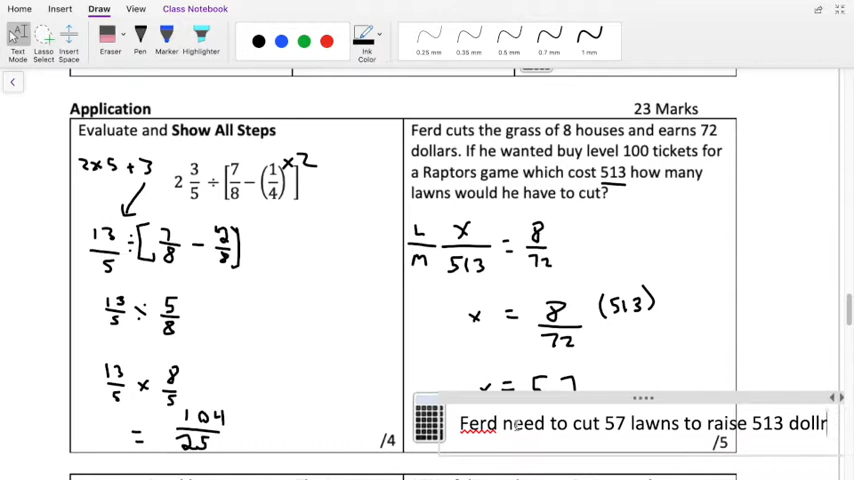 Home Insert Draw View Class Notebook
Text Mode
Lasso Select
Insert Space
Eraser
Pen
Marker
Highlighter
Ink Color
0.25 mm
0.35 mm
0.5 mm
0.7 mm
1 mm
Application 23 Marks
Evaluate and Show All Steps
2x5 + 3
2 3/5 ÷ [7/8 − (1/4)x2]
13/5 ÷ [7/8 − 2/8]
13/5 ÷ 5/8
13/5 x 8/5
= 104/25
/4
Ferd cuts the grass of 8 houses and earns 72
dollars. If he wanted buy level 100 tickets for
a Raptors game which cost 513 how many
lawns would he have to cut?
L/M x/513 = 8/72
x = 8/72 (513)
x = 57
Ferd need to cut 57 lawns to raise 513 dollr
/5